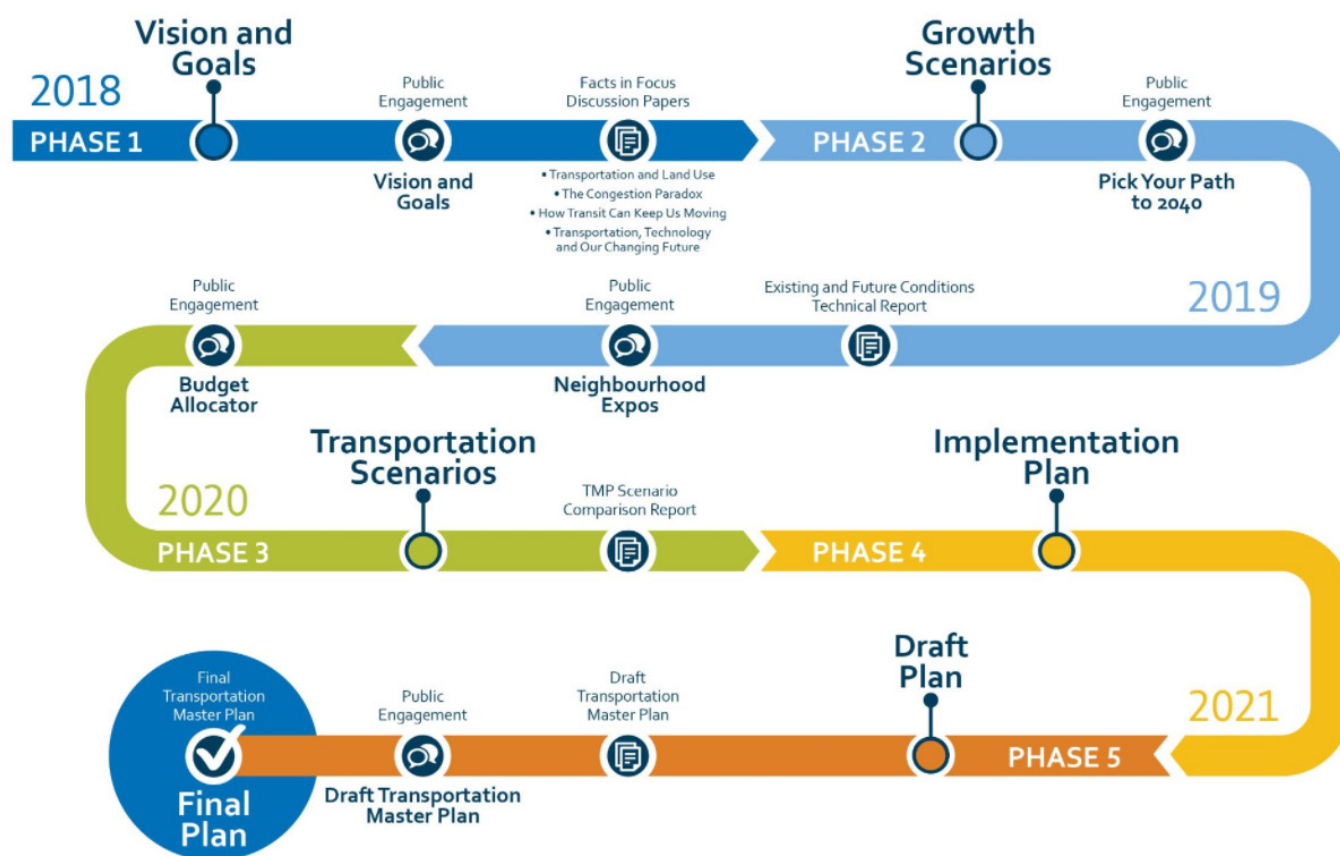 Vision and
Goals
2018
PHASE 1
Public
Engagement
Vision and
Goals
Facts in Focus
Discussion Papers
• Transportation and Land Use
• The Congestion Paradox
• How Transit Can Keep Us Moving
• Transportation, Technology
and Our Changing Future
PHASE 2
Growth
Scenarios
Public
Engagement
Pick Your Path
to 2040
2019
Existing and Future Conditions
Technical Report
Public
Engagement
Neighbourhood
Expos
Public
Engagement
Budget
Allocator
2020
PHASE 3
Transportation
Scenarios
TMP Scenario
Comparison Report
PHASE 4
Implementation
Plan
2021
PHASE 5
Draft
Plan
Draft
Transportation
Master Plan
Public
Engagement
Draft Transportation
Master Plan
Final
Transportation
Master Plan
Final
Plan